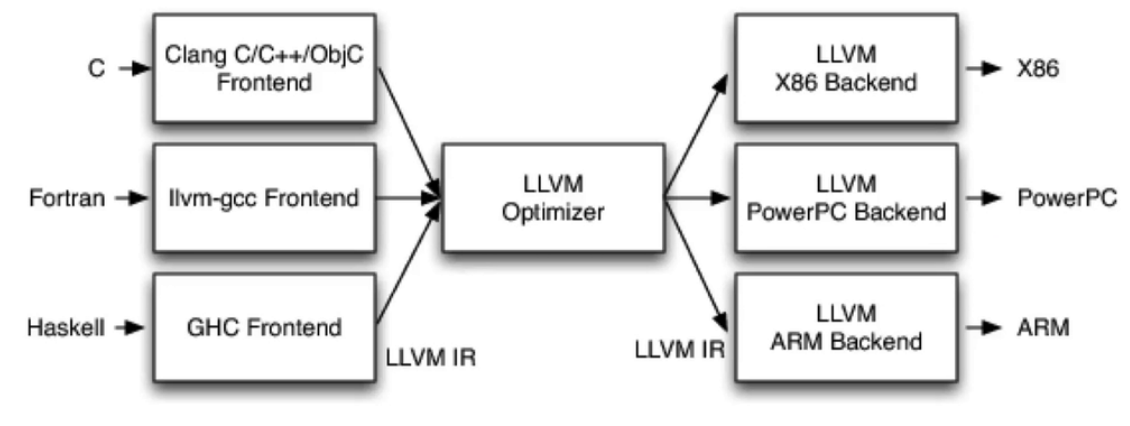 C
Clang C/C++/ObjC
Frontend
LLVM
X86 Backend
X86
Fortran
llvm-gcc Frontend
LLVM
Optimizer
LLVM
PowerPC Backend
PowerPC
Haskell
GHC Frontend
LLVM IR
LLVM IR
LLVM
ARM Backend
ARM